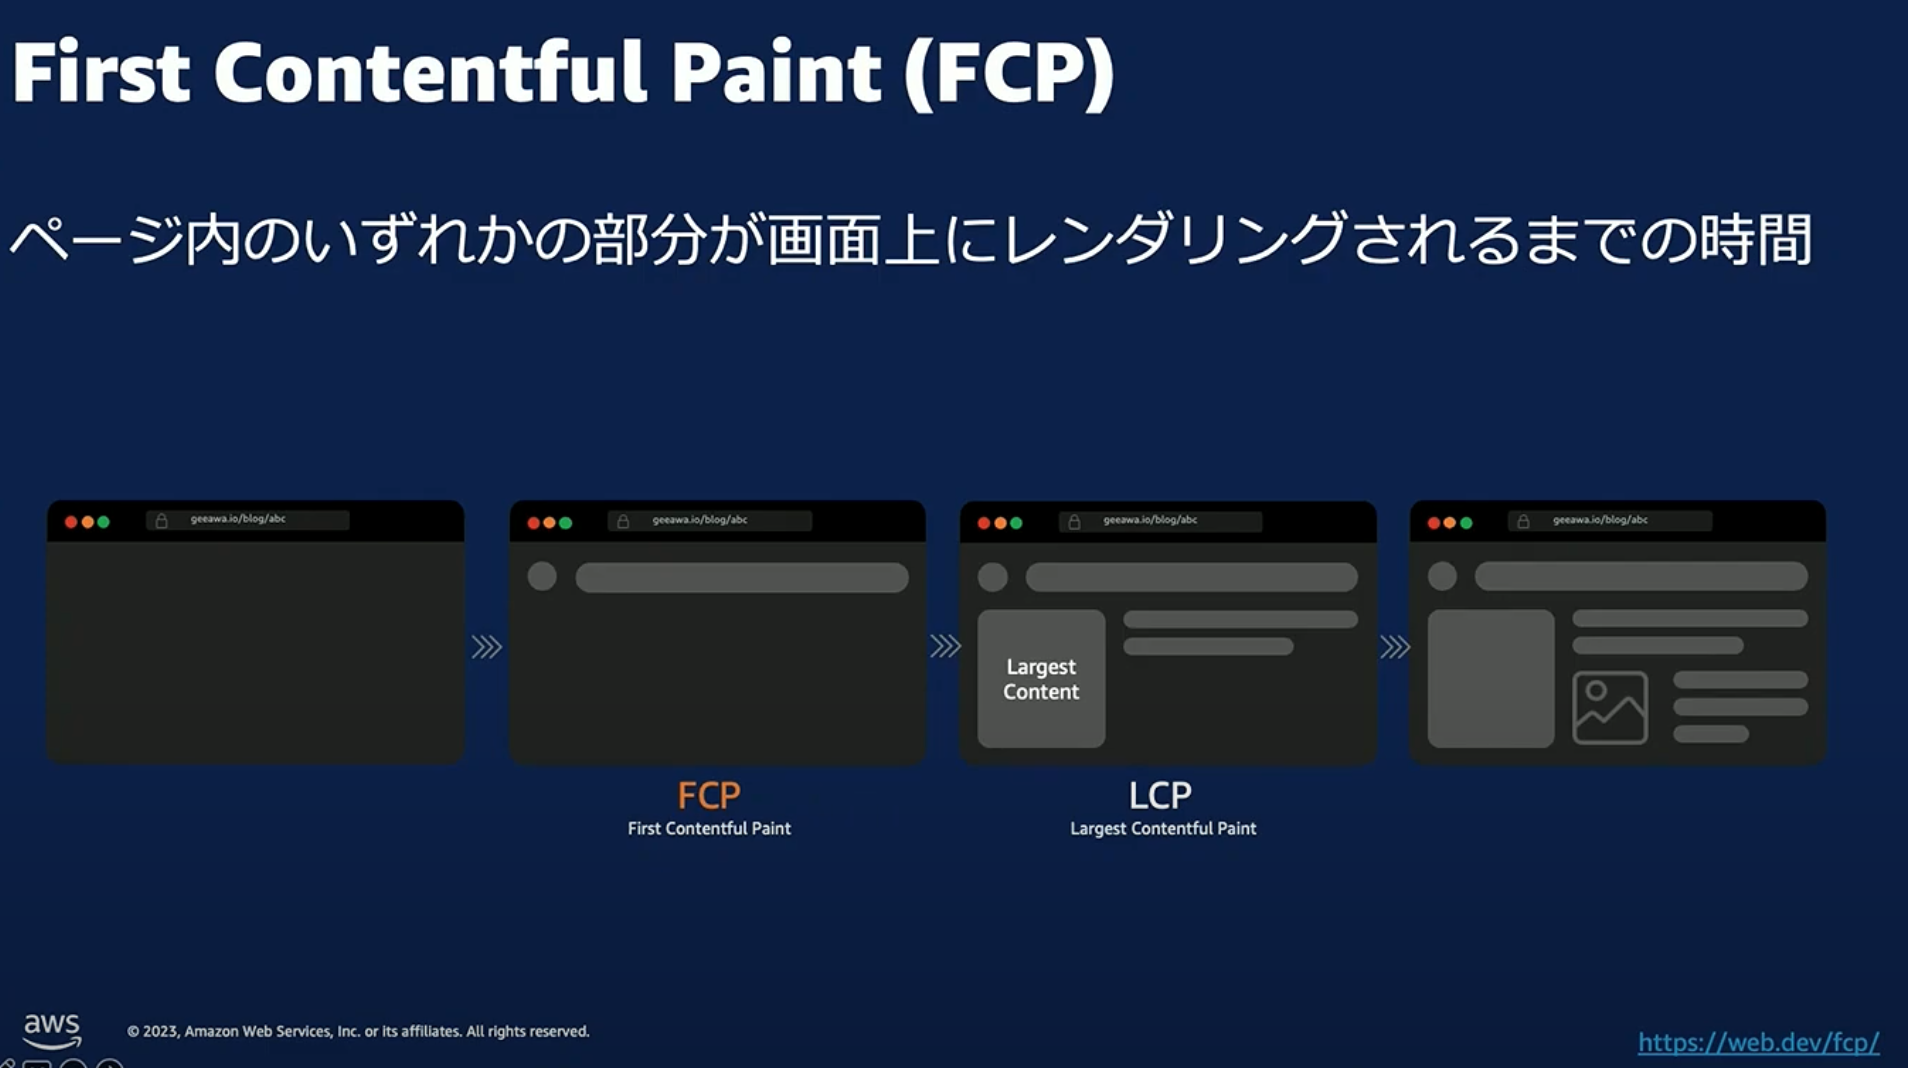 First Contentful Paint (FCP)
ページ内のいずれかの部分が画面上にレンダリングされるまでの時間
geeawa.io/blog/abc
geeawa.io/blog/abc
geeawa.io/blog/abc
geeawa.io/blog/abc
Largest
Content
FCP
First Contentful Paint
LCP
Largest Contentful Paint
aws
© 2023, Amazon Web Services, Inc. or its affiliates. All rights reserved.
https://web.dev/fcp/